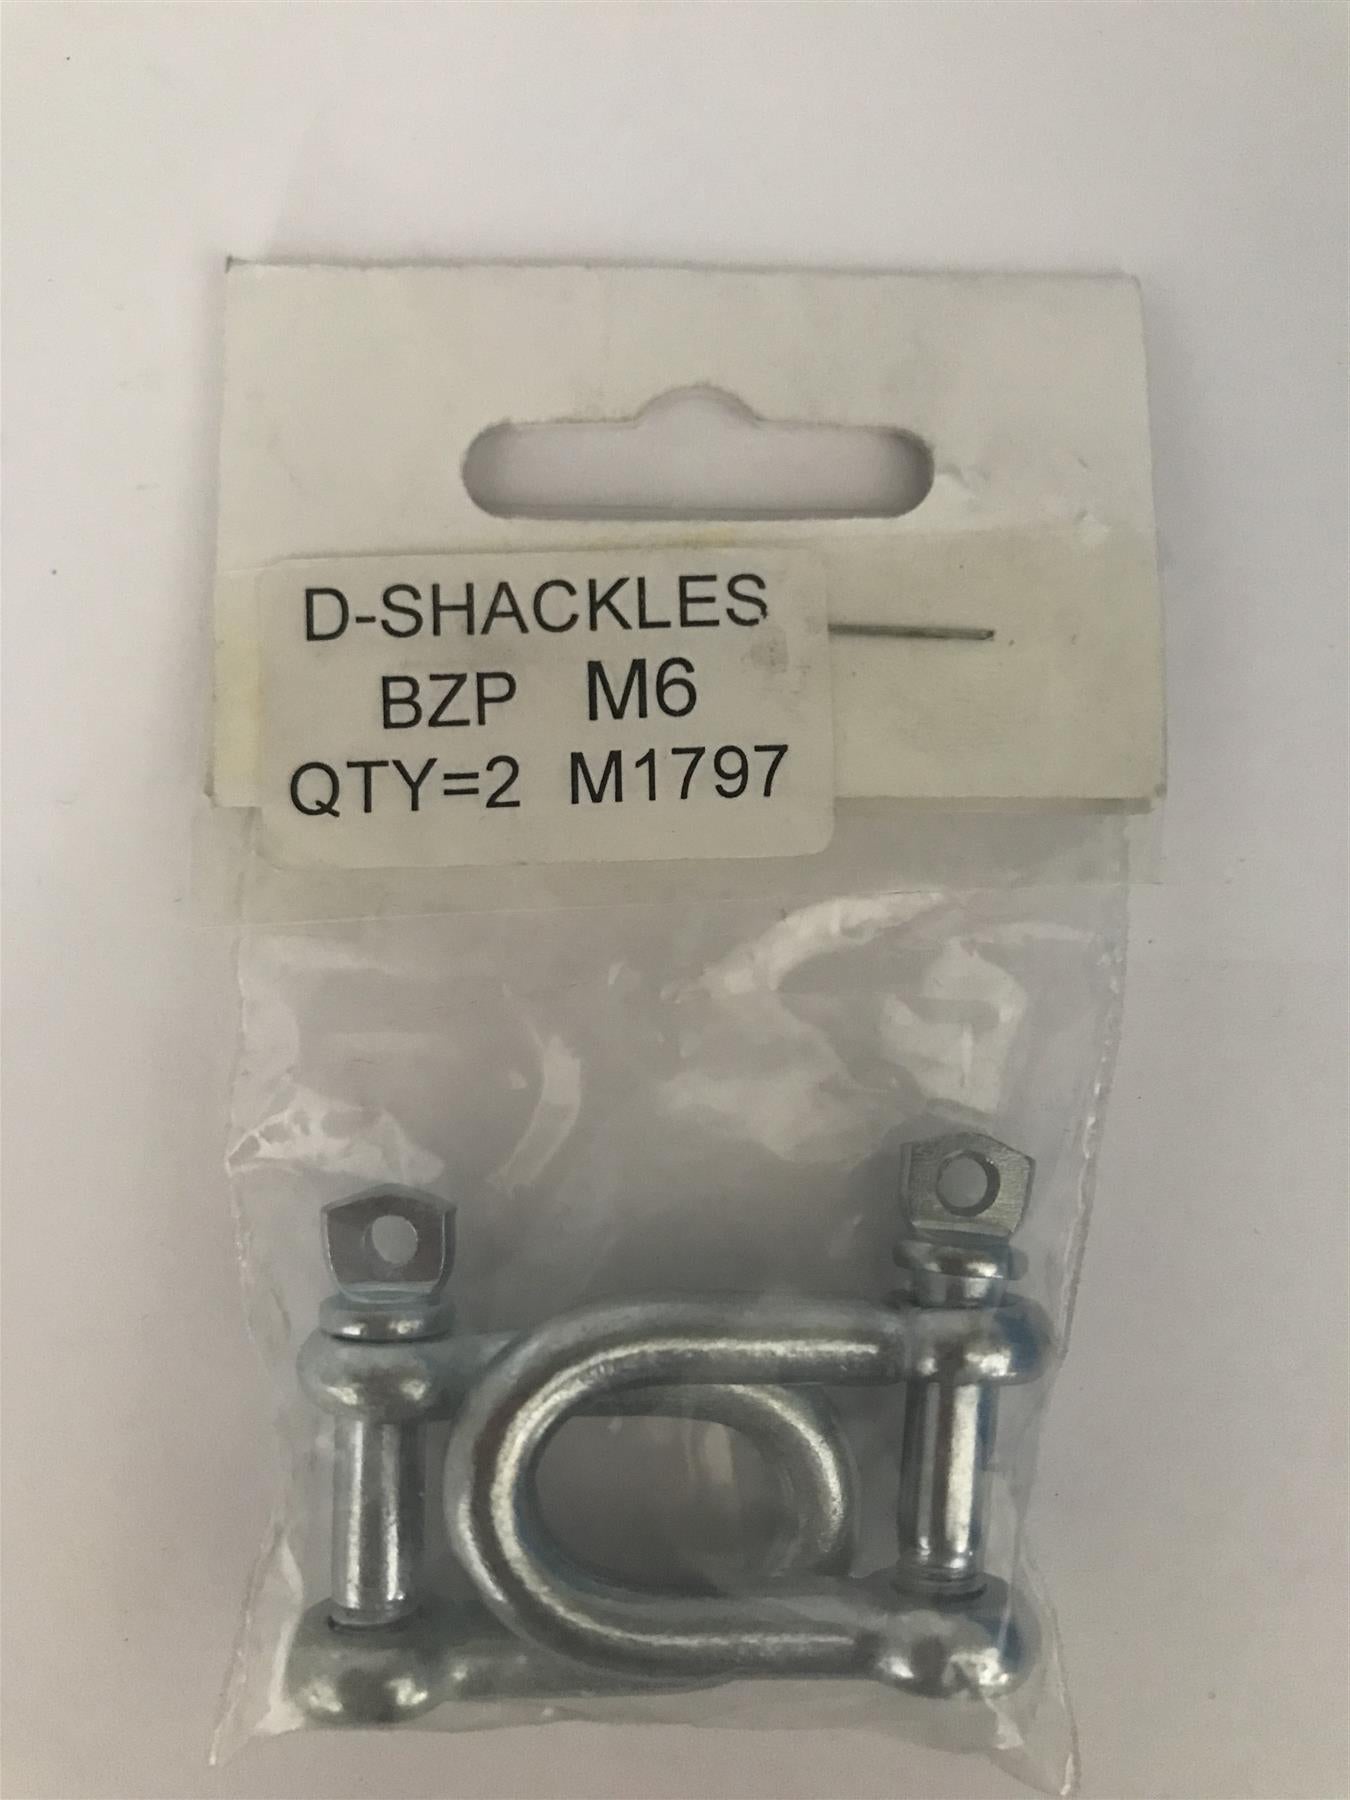 D-SHACKLES
BZP M6
QTY=2 M1797